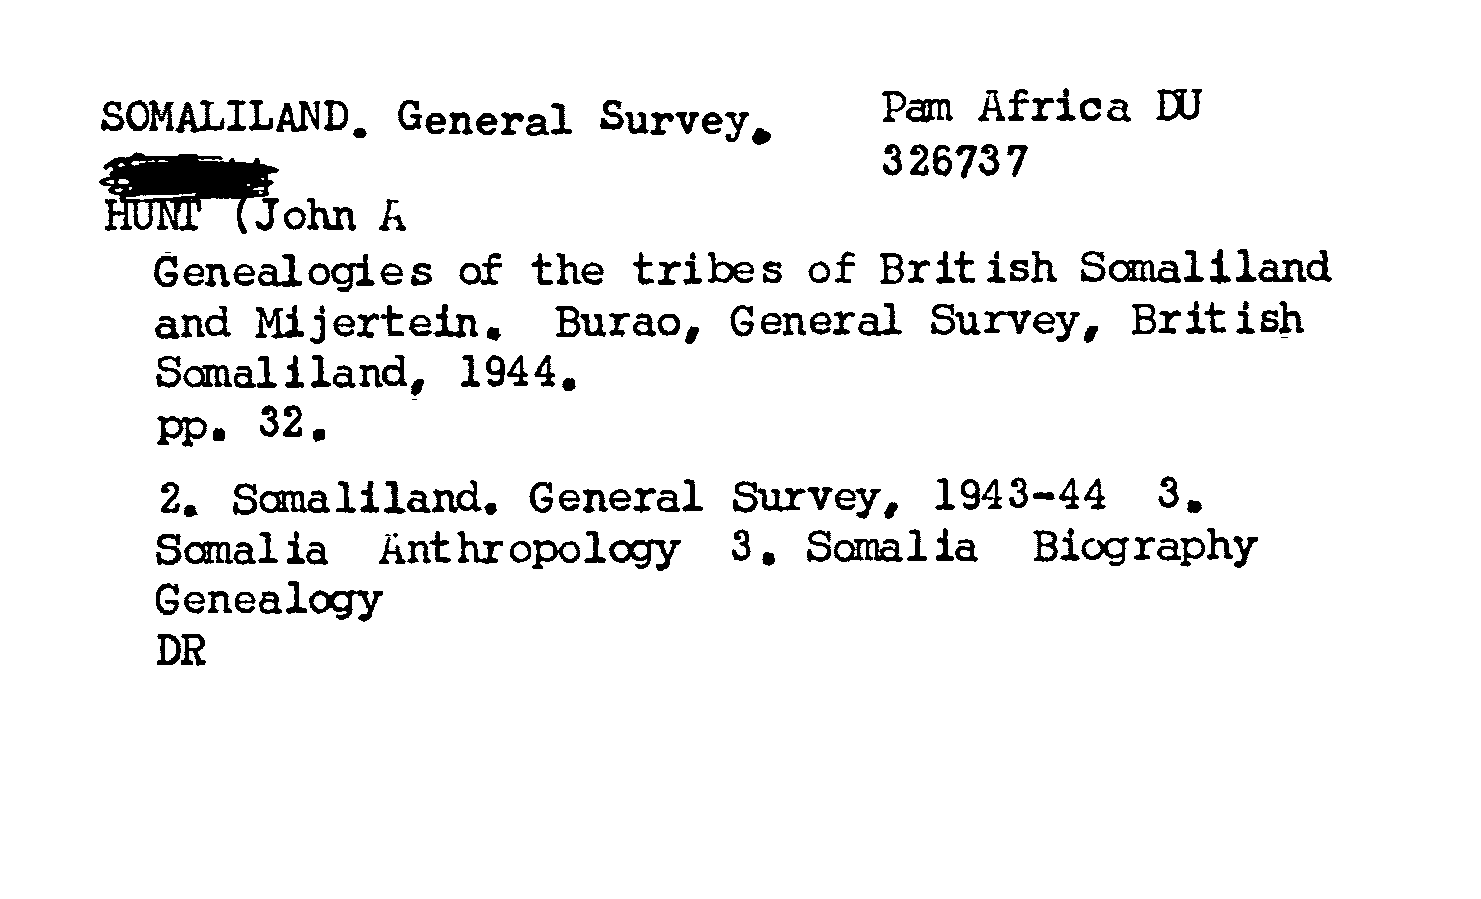 SOMALILAND. General Survey.
Pam Africa DU
326737
HUNT (John A
Genealogies of the tribes of British Somaliland
and Mijertein. Burao, General Survey, British
Somaliland, 1944.
pp. 32.
2. Somaliland. General Survey, 1943-44 3.
Somalia Anthropology 3. Somalia Biography
Genealogy
DR